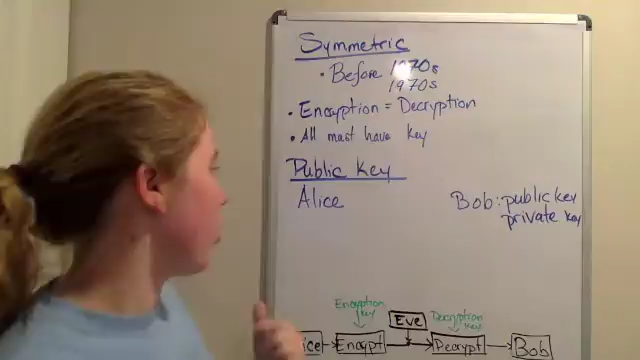 Symmetric
• Before 1970s
1970s
• Encryption = Decryption
• All must have key
Public Key
Alice
Bob: public key
private key
Encryption key
Eve
Decryption key
Encrypt
Decrypt
Bob